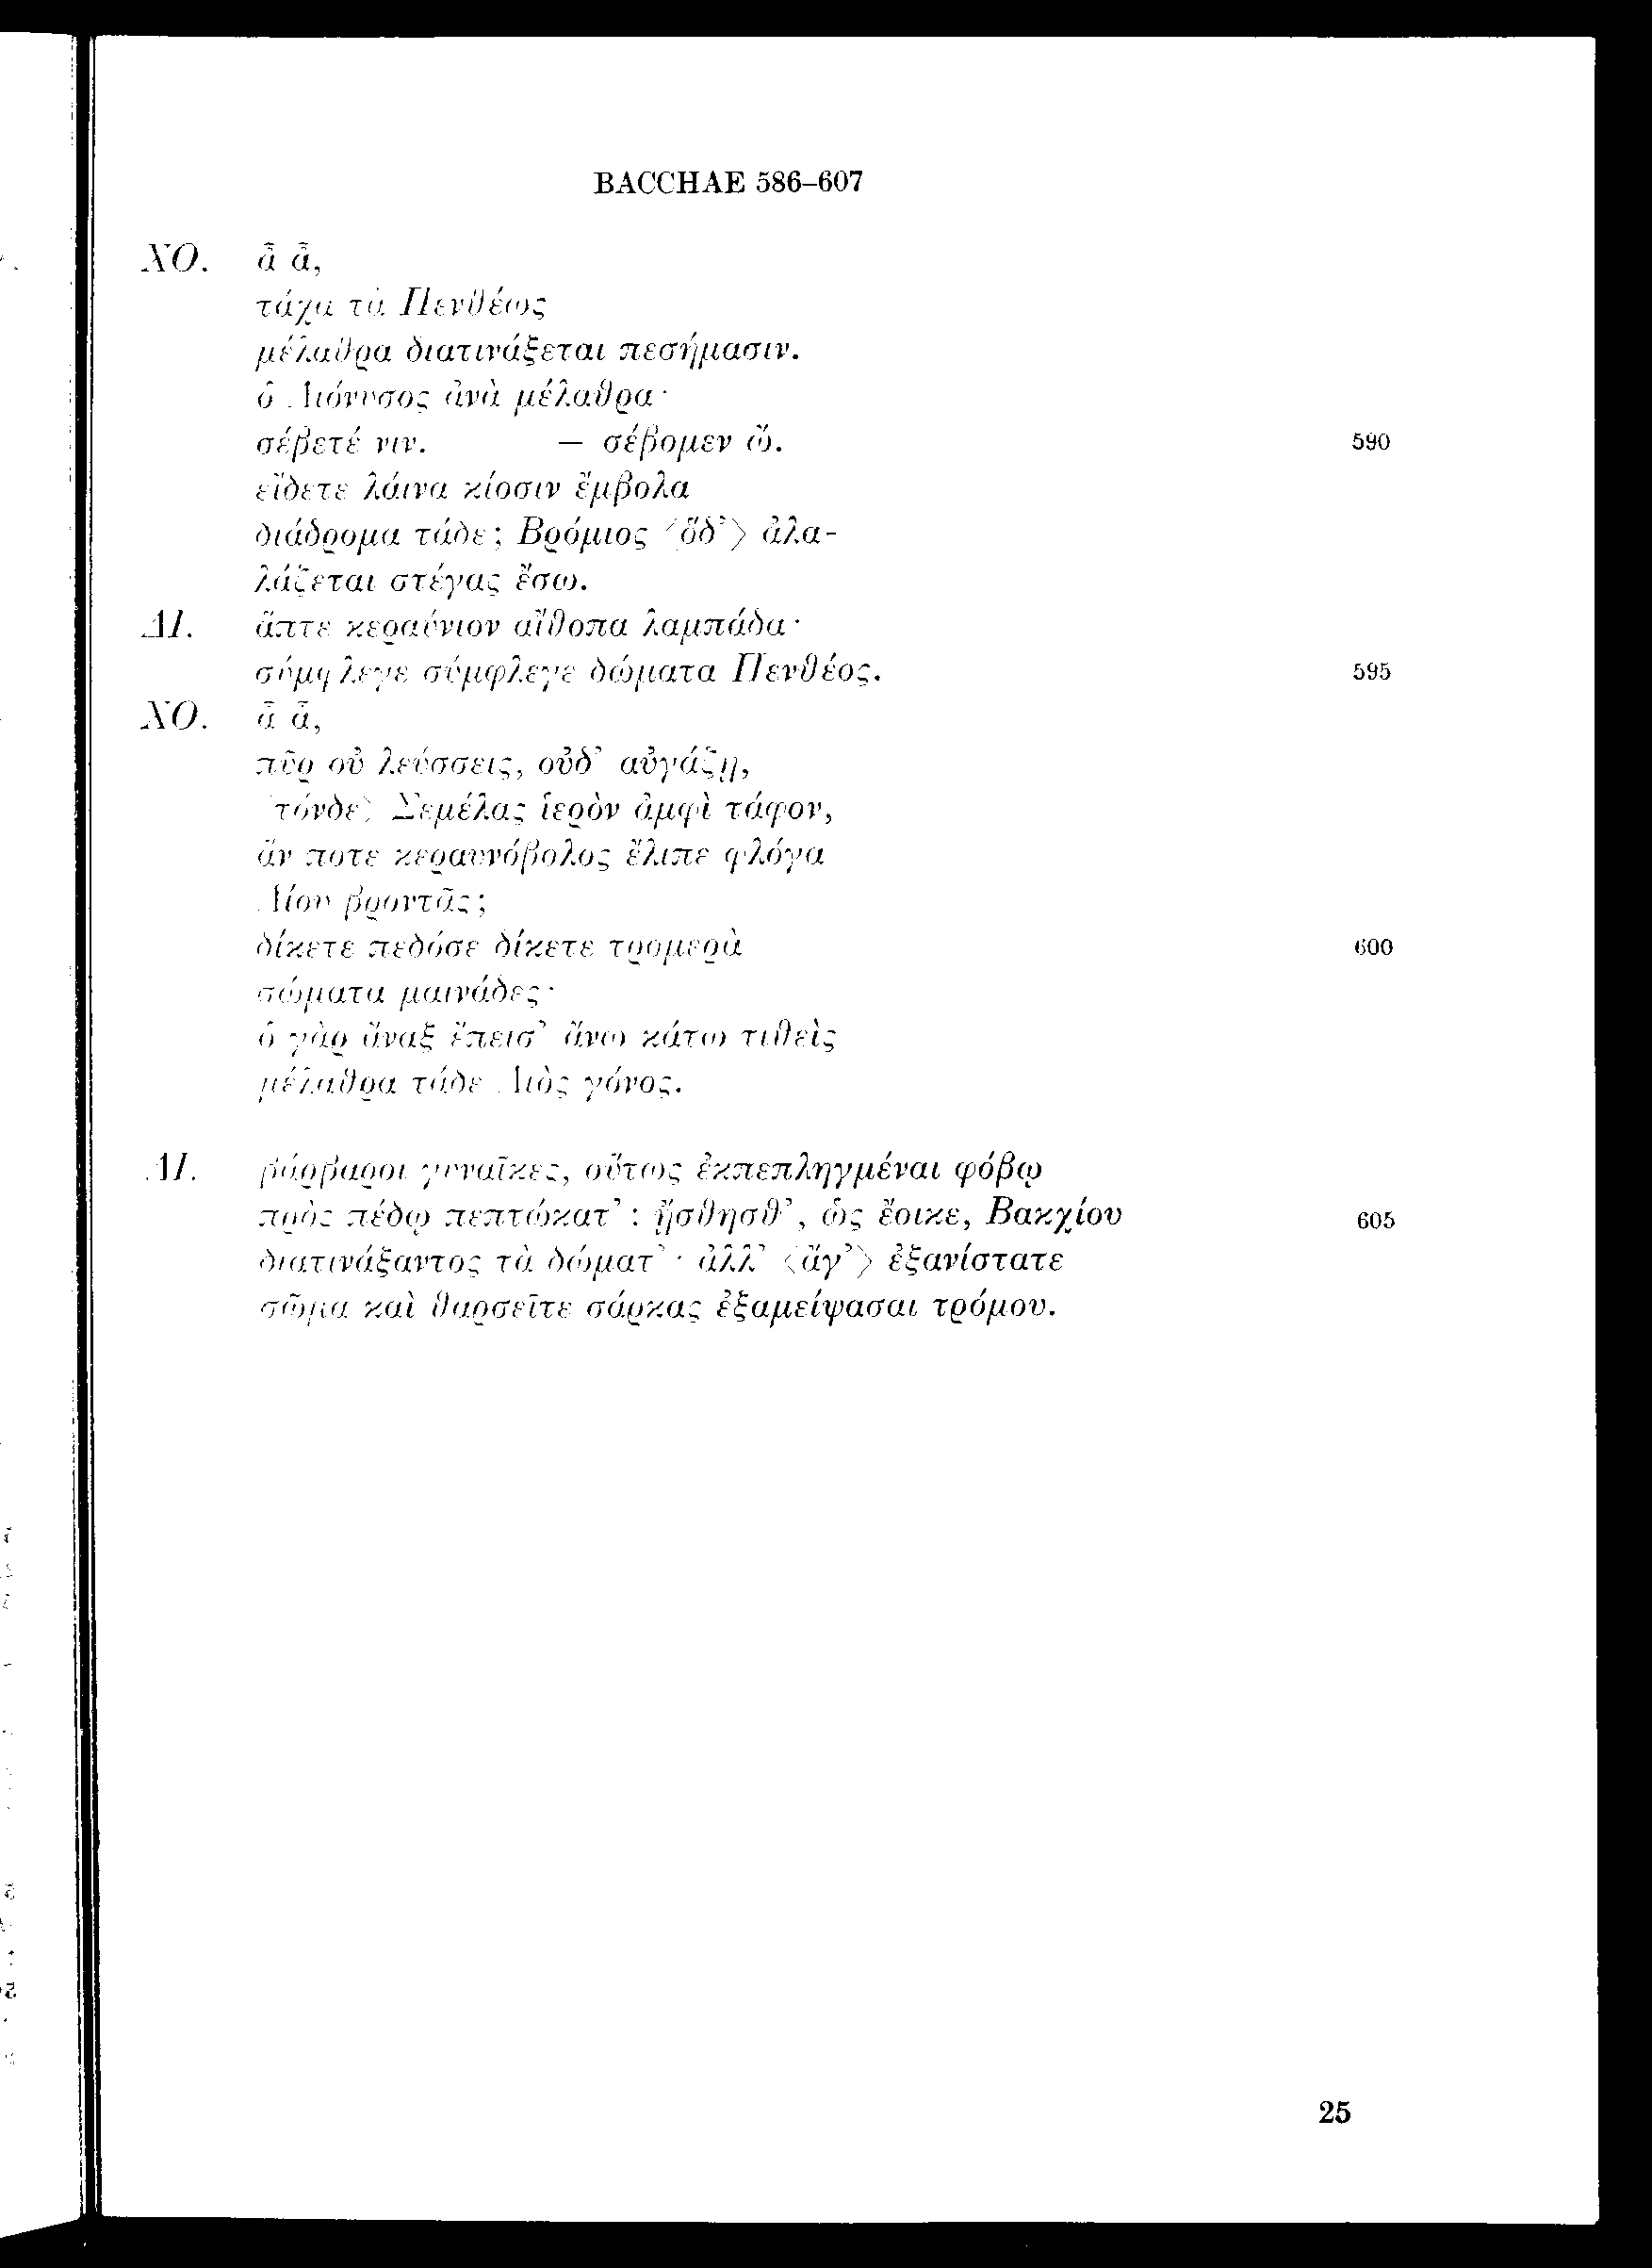 BACCHAE 586–607
ΧΟ. ἆ ἆ,
τάχα τὰ Πενθέως
μέλαθρα διατινάξεται πεσήμασιν.
ὁ Διόνυσος ἀνὰ μέλαθρα·
σέβετέ νιν. — σέβομεν ὤ. 590
εἴδετε λάινα κίοσιν ἔμβολα
διάδρομα τάδε; Βρόμιος ⟨ὅδ’⟩ ἀλα-
λάζεται στέγας ἔσω.
ΔΙ. ἅπτε κεραύνιον αἴθοπα λαμπάδα·
σύμφλεγε σύμφλεγε δώματα Πενθέος. 595
ΧΟ. ἆ ἆ,
πῦρ οὐ λεύσσεις, οὐδ’ αὐγάζῃ,
⟨τόνδε⟩ Σεμέλας ἱερὸν ἀμφὶ τάφον,
ἅν ποτε κεραυνόβολος ἔλιπε φλόγα
Δίου βροντᾶς;
δίκετε πεδόσε δίκετε τρομερὰ 600
σώματα μαινάδες·
ὁ γὰρ ἄναξ ἔπεισ’ ἄνω κάτω τιθεὶς
μέλαθρα τάδε Διὸς γόνος.
ΔΙ. βάρβαροι γυναῖκες, οὕτως ἐκπεπληγμέναι φόβῳ
πρὸς πέδῳ πεπτώκατ’; ᾔσθησθ’, ὡς ἔοικε, Βακχίου 605
διατινάξαντος τὰ δώματ’· ἀλλ’ ⟨ἄγ’⟩ ἐξανίστατε
σῶμα καὶ θαρσεῖτε σάρκας ἐξαμείψασαι τρόμου.
25